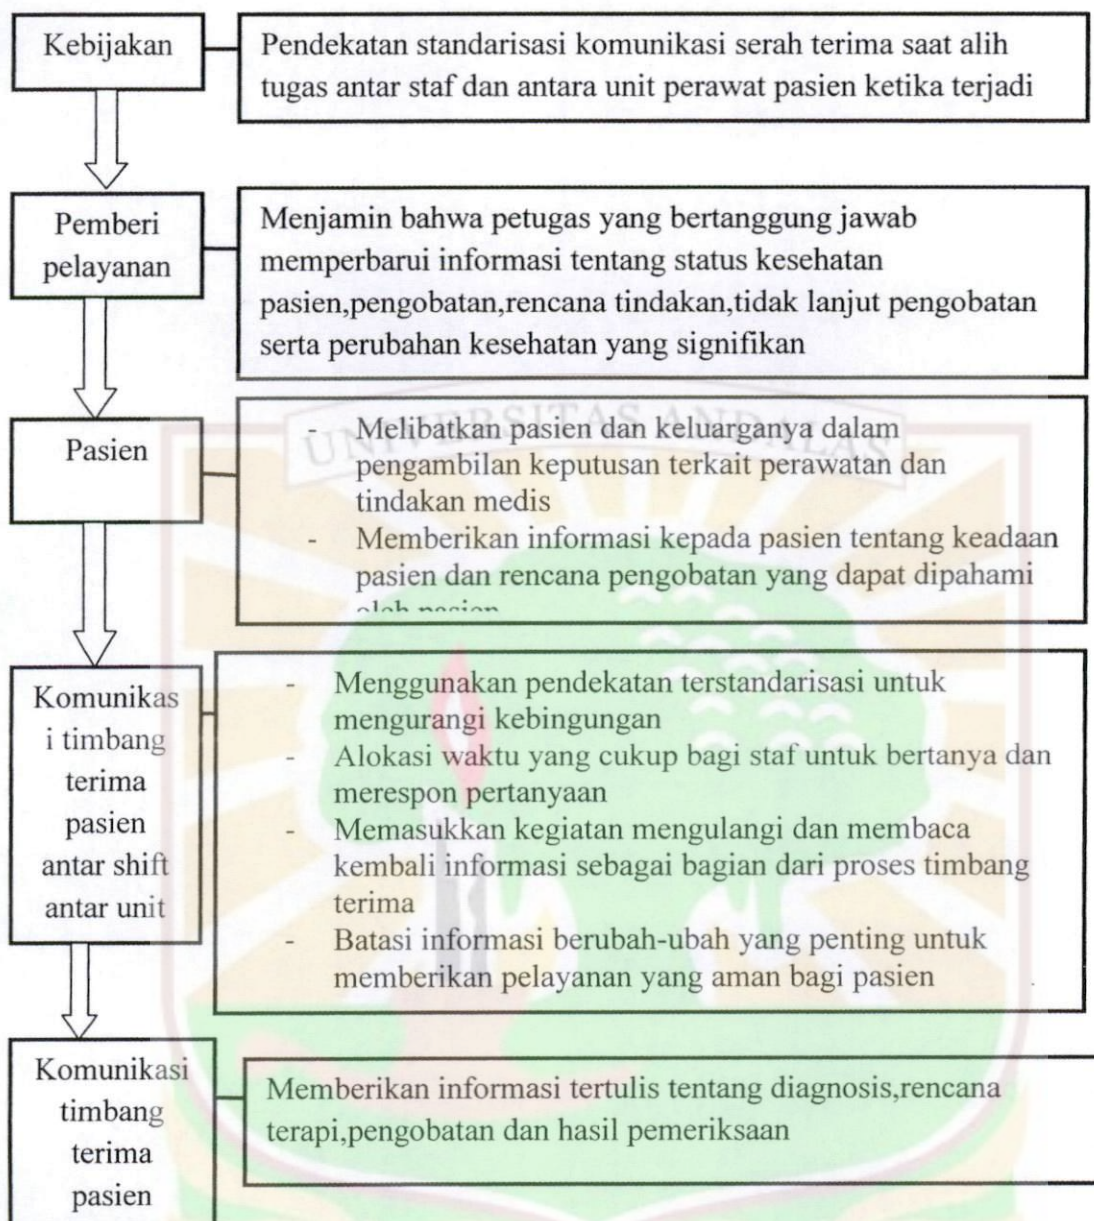 Kebijakan
Pendekatan standarisasi komunikasi serah terima saat alih
tugas antar staf dan antara unit perawat pasien ketika terjadi
Pemberi
pelayanan
Menjamin bahwa petugas yang bertanggung jawab
memperbarui informasi tentang status kesehatan
pasien,pengobatan,rencana tindakan,tidak lanjut pengobatan
serta perubahan kesehatan yang signifikan
UNIVERSITAS ANDALAS
Pasien
- Melibatkan pasien dan keluarganya dalam
pengambilan keputusan terkait perawatan dan
tindakan medis
- Memberikan informasi kepada pasien tentang keadaan
pasien dan rencana pengobatan yang dapat dipahami
oleh pasien
Komunikas
i timbang
terima
pasien
antar shift
antar unit
- Menggunakan pendekatan terstandarisasi untuk
mengurangi kebingungan
- Alokasi waktu yang cukup bagi staf untuk bertanya dan
merespon pertanyaan
- Memasukkan kegiatan mengulangi dan membaca
kembali informasi sebagai bagian dari proses timbang
terima
- Batasi informasi berubah-ubah yang penting untuk
memberikan pelayanan yang aman bagi pasien
Komunikasi
timbang
terima
pasien
Memberikan informasi tertulis tentang diagnosis,rencana
terapi,pengobatan dan hasil pemeriksaan